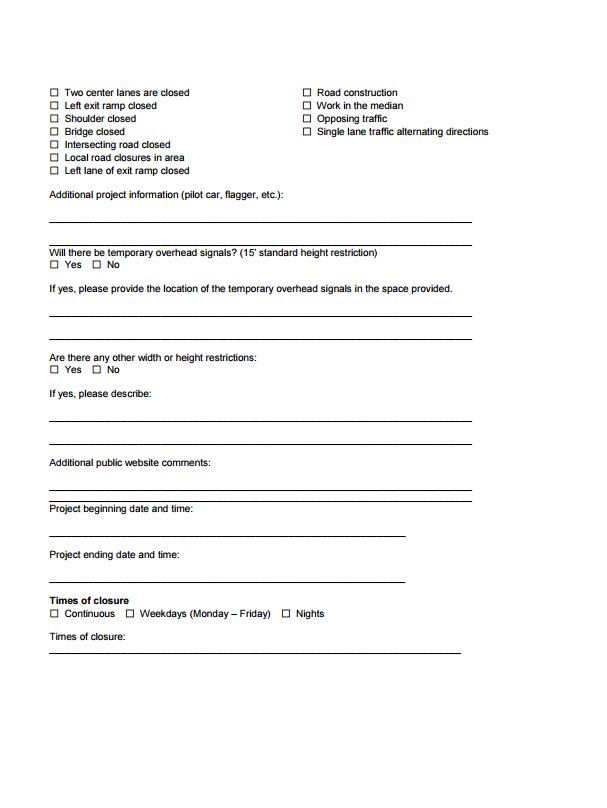 ☐ Two center lanes are closed
☐ Left exit ramp closed
☐ Shoulder closed
☐ Bridge closed
☐ Intersecting road closed
☐ Local road closures in area
☐ Left lane of exit ramp closed
☐ Road construction
☐ Work in the median
☐ Opposing traffic
☐ Single lane traffic alternating directions
Additional project information (pilot car, flagger, etc.):
Will there be temporary overhead signals? (15' standard height restriction)
☐ Yes ☐ No
If yes, please provide the location of the temporary overhead signals in the space provided.
Are there any other width or height restrictions:
☐ Yes ☐ No
If yes, please describe:
Additional public website comments:
Project beginning date and time:
Project ending date and time:
Times of closure
☐ Continuous ☐ Weekdays (Monday – Friday) ☐ Nights
Times of closure: